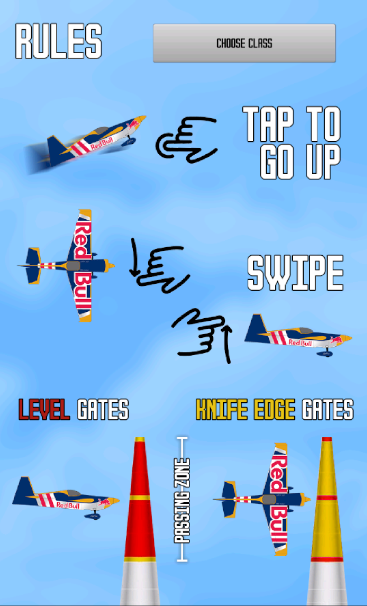 RULES
CHOOSE CLASS
TAP TO
GO UP
Red Bull
Red Bull
SWIPE
Red Bull
LEVEL GATES
KNIFE EDGE GATES
Red Bull
PASSING ZONE
Red Bull